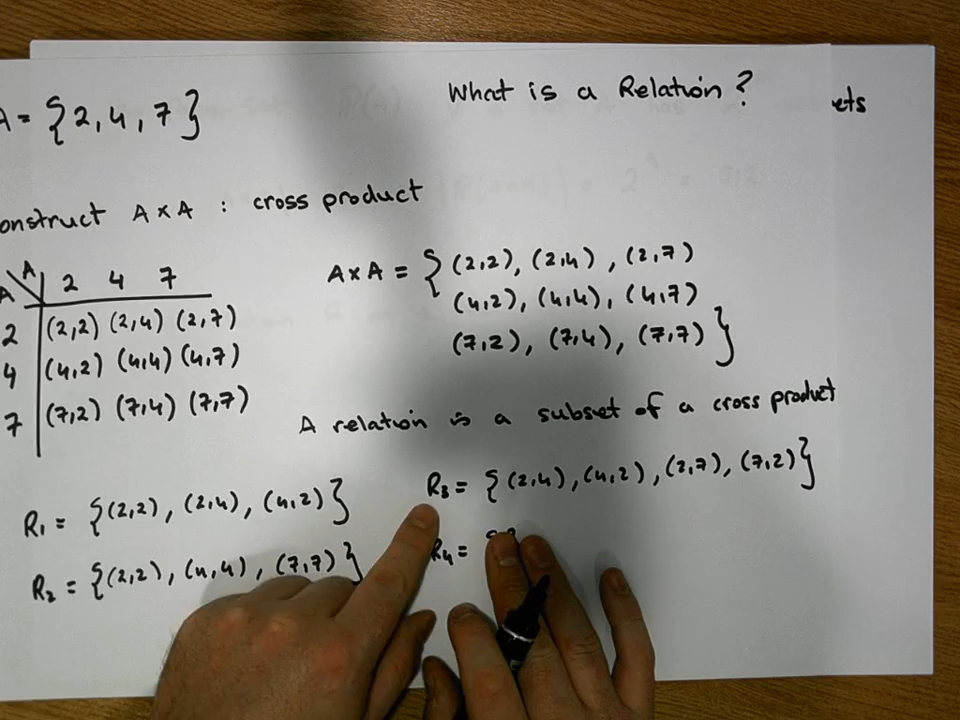 What is a Relation?
A = {2, 4, 7}
ets
onstruct A×A : cross product
A×A = {(2,2), (2,4), (2,7)
(4,2), (4,4), (4,7)
(7,2), (7,4), (7,7)}
A
A 2 4 7
2 (2,2) (2,4) (2,7)
4 (4,2) (4,4) (4,7)
7 (7,2) (7,4) (7,7)
A relation is a subset of a cross product
R₁ = {(2,2), (2,4), (4,2)}
R₂ = {(2,2), (4,4), (7,7)}
R₃ = {(2,4), (4,2), (2,7), (7,2)}
R₄ =